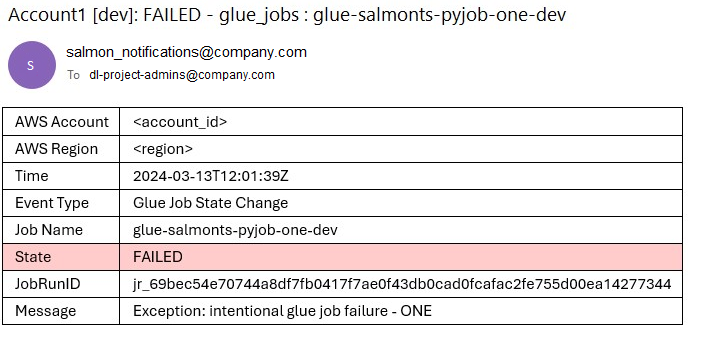 Account1 [dev]: FAILED - glue_jobs : glue-salmonts-pyjob-one-dev
S
salmon_notifications@company.com
To dl-project-admins@company.com
AWS Account <account_id>
AWS Region <region>
Time 2024-03-13T12:01:39Z
Event Type Glue Job State Change
Job Name glue-salmonts-pyjob-one-dev
State FAILED
JobRunID jr_69bec54e70744a8df7fb0417f7ae0f43db0cad0fcafac2fe755d00ea14277344
Message Exception: intentional glue job failure - ONE